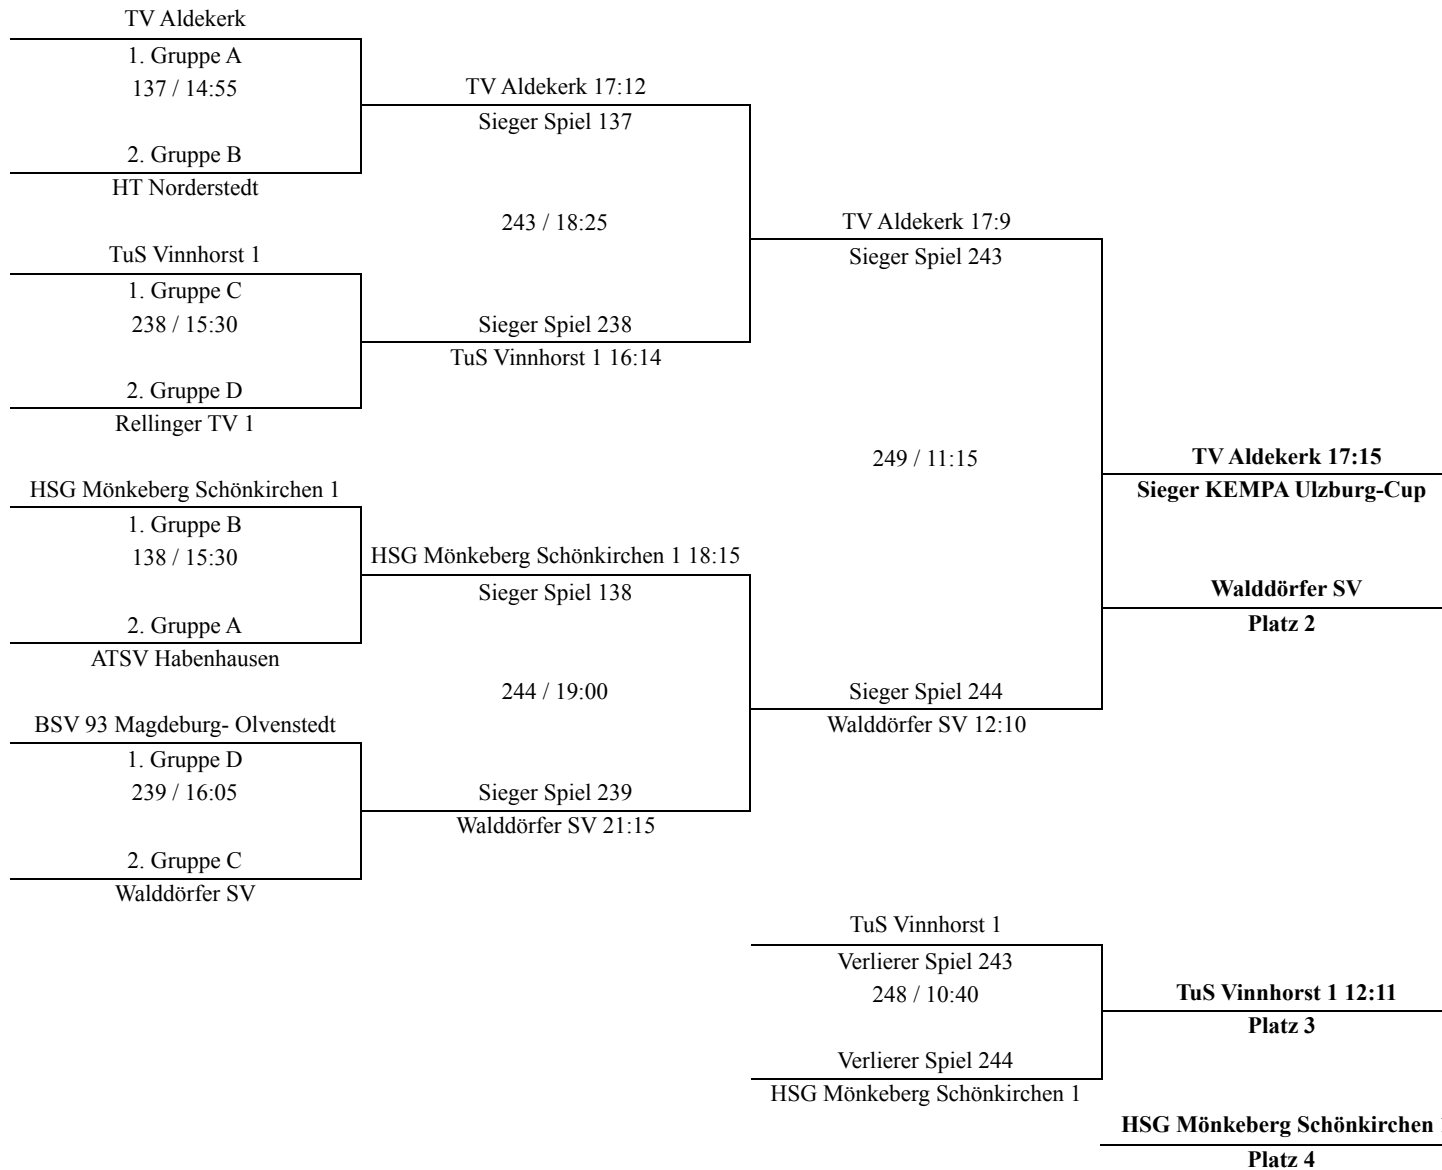 TV Aldekerk
1. Gruppe A
137 / 14:55
2. Gruppe B
HT Norderstedt
TuS Vinnhorst 1
1. Gruppe C
238 / 15:30
2. Gruppe D
Rellinger TV 1
HSG Mönkeberg Schönkirchen 1
1. Gruppe B
138 / 15:30
2. Gruppe A
ATSV Habenhausen
BSV 93 Magdeburg- Olvenstedt
1. Gruppe D
239 / 16:05
2. Gruppe C
Walddörfer SV
TV Aldekerk 17:12
Sieger Spiel 137
243 / 18:25
Sieger Spiel 238
TuS Vinnhorst 1 16:14
HSG Mönkeberg Schönkirchen 1 18:15
Sieger Spiel 138
244 / 19:00
Sieger Spiel 239
Walddörfer SV 21:15
TV Aldekerk 17:9
Sieger Spiel 243
249 / 11:15
Sieger Spiel 244
Walddörfer SV 12:10
TV Aldekerk 17:15
Sieger KEMPA Ulzburg-Cup
Walddörfer SV
Platz 2
TuS Vinnhorst 1
Verlierer Spiel 243
248 / 10:40
Verlierer Spiel 244
HSG Mönkeberg Schönkirchen 1
TuS Vinnhorst 1 12:11
Platz 3
HSG Mönkeberg Schönkirchen
Platz 4